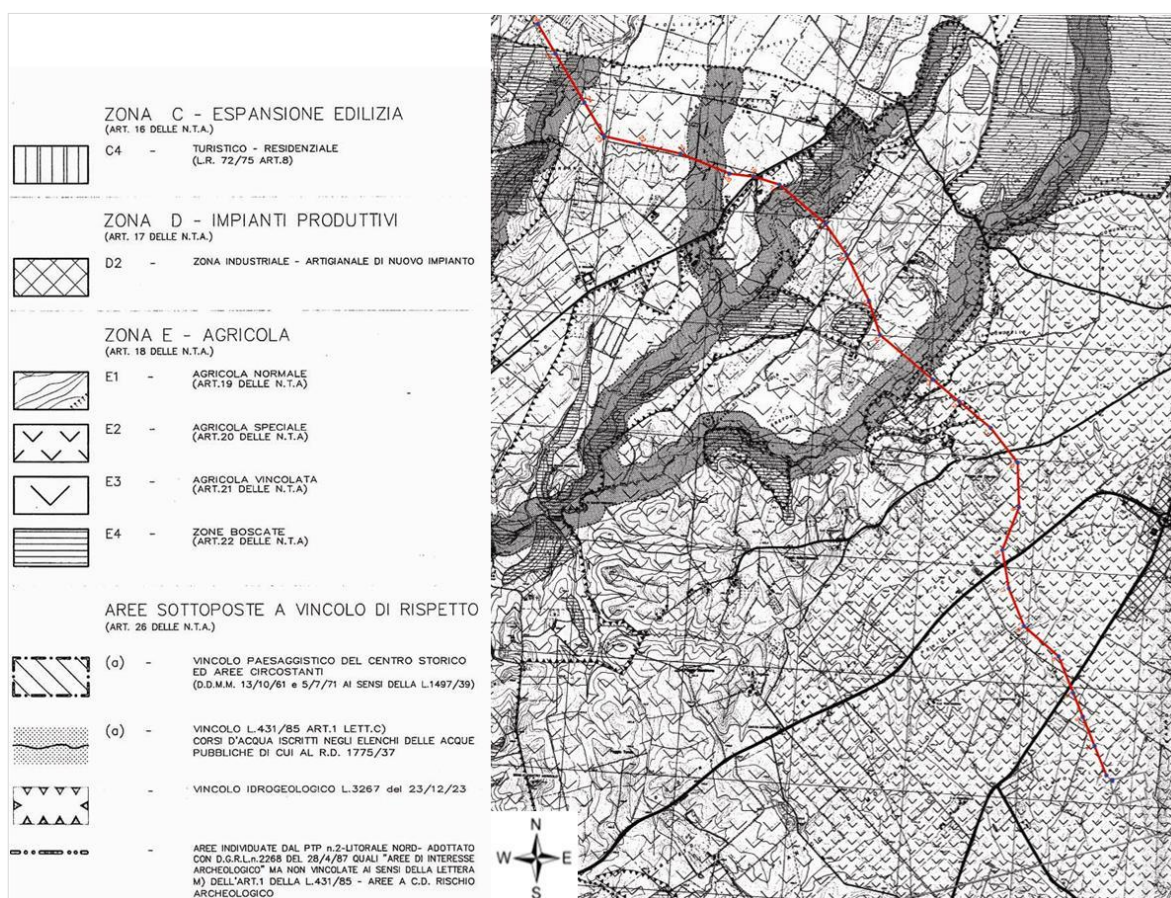 ZONA C - ESPANSIONE EDILIZIA
(ART. 16 DELLE N.T.A.)
C4 - TURISTICO - RESIDENZIALE
(L.R. 72/75 ART.8)
ZONA D - IMPIANTI PRODUTTIVI
(ART. 17 DELLE N.T.A.)
D2 - ZONA INDUSTRIALE - ARTIGIANALE DI NUOVO IMPIANTO
ZONA E - AGRICOLA
(ART. 18 DELLE N.T.A.)
E1 - AGRICOLA NORMALE
(ART.19 DELLE N.T.A)
E2 - AGRICOLA SPECIALE
(ART.20 DELLE N.T.A)
E3 - AGRICOLA VINCOLATA
(ART.21 DELLE N.T.A)
E4 - ZONE BOSCATE
(ART.22 DELLE N.T.A)
AREE SOTTOPOSTE A VINCOLO DI RISPETTO
(ART. 26 DELLE N.T.A.)
(a) - VINCOLO PAESAGGISTICO DEL CENTRO STORICO
ED AREE CIRCOSTANTI
(D.D.M.M. 13/10/61 e 5/7/71 AI SENSI DELLA L.1497/39)
(a) - VINCOLO L.431/85 ART.1 LETT.C)
CORSI D'ACQUA ISCRITTI NEGLI ELENCHI DELLE ACQUE
PUBBLICHE DI CUI AL R.D. 1775/37
- VINCOLO IDROGEOLOGICO L.3267 del 23/12/23
- AREE INDIVIDUATE DAL PTP n.2-LITORALE NORD- ADOTTATO
CON D.G.R.L.n.2268 DEL 28/4/87 QUALI "AREE DI INTERESSE
ARCHEOLOGICO" MA NON VINCOLATE AI SENSI DELLA LETTERA
M) DELL'ART.1 DELLA L.431/85 - AREE A C.D. RISCHIO
ARCHEOLOGICO
N
W E
S